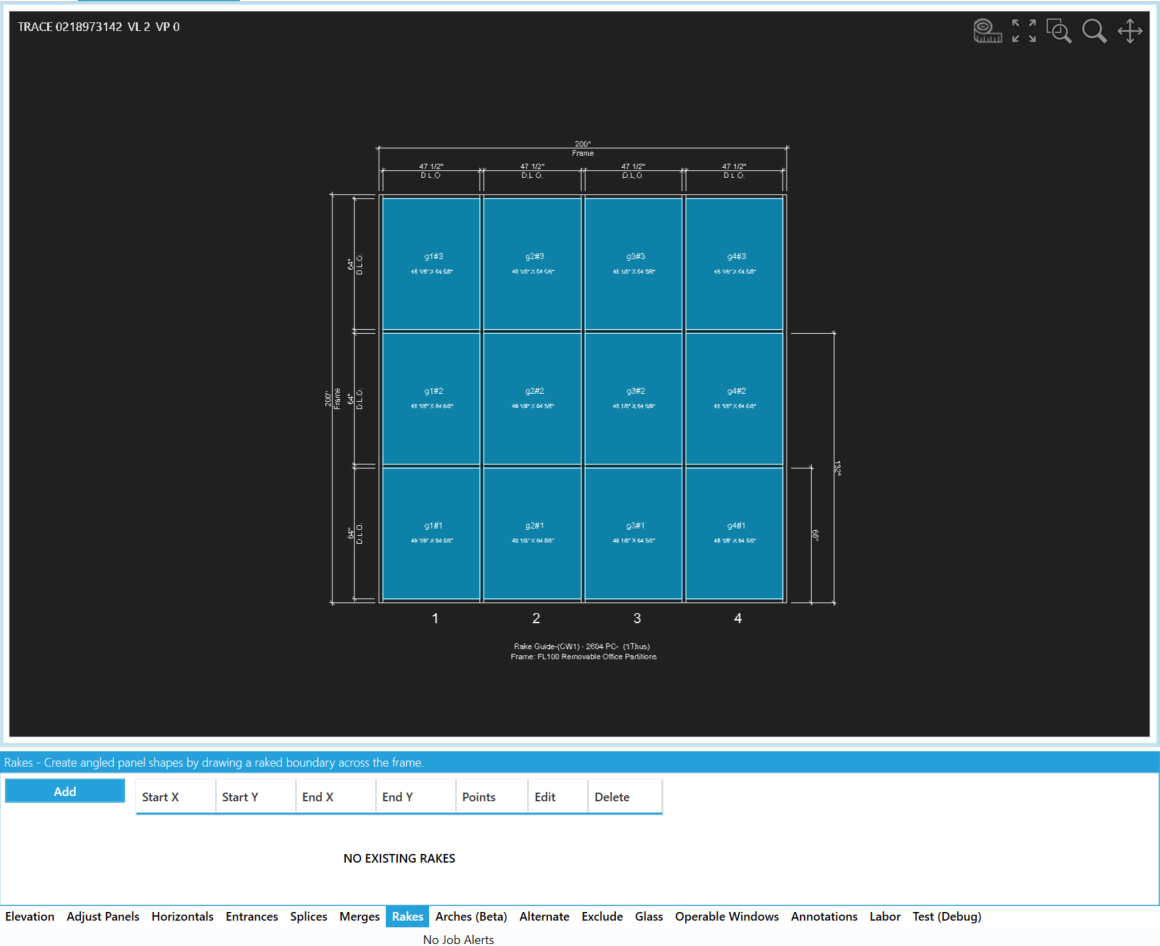 TRACE 0218973142 VL 2 VP 0
200"
Frame
47 1/2" 47 1/2" 47 1/2" 47 1/2"
D.L.O. D.L.O. D.L.O. D.L.O.
64"
D.L.O.
g1#3 g2#3 g3#3 g4#3
48 1/8" X 64 5/8" 48 1/8" X 64 5/8" 48 1/8" X 64 5/8" 48 1/8" X 64 5/8"
200"
Frame
64"
D.L.O.
g1#2 g2#2 g3#2 g4#2
48 1/8" X 64 5/8" 48 1/8" X 64 5/8" 48 1/8" X 64 5/8" 48 1/8" X 64 5/8"
132"
64"
D.L.O.
g1#1 g2#1 g3#1 g4#1
48 1/8" X 64 5/8" 48 1/8" X 64 5/8" 48 1/8" X 64 5/8" 48 1/8" X 64 5/8"
66"
1 2 3 4
Rake Guide-(CW1) - 2604 PC- (1Thus)
Frame: FL100 Removable Office Partitions
Rakes - Create angled panel shapes by drawing a raked boundary across the frame.
Add Start X Start Y End X End Y Points Edit Delete
NO EXISTING RAKES
Elevation Adjust Panels Horizontals Entrances Splices Merges Rakes Arches (Beta) Alternate Exclude Glass Operable Windows Annotations Labor Test (Debug)
No Job Alerts